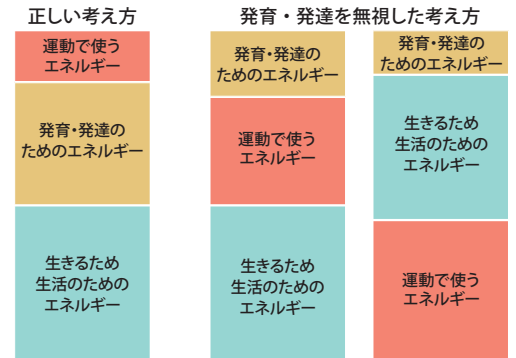 正しい考え方
運動で使う
エネルギー
発育・発達の
ためのエネルギー
生きるため
生活のための
エネルギー
発育・発達を無視した考え方
発育・発達の
ためのエネルギー
運動で使う
エネルギー
生きるため
生活のための
エネルギー
発育・発達の
ためのエネルギー
生きるため
生活のための
エネルギー
運動で使う
エネルギー